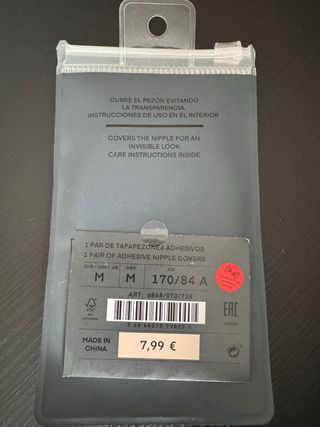 CUBRE EL PEZÓN EVITANDO
LA TRANSPARENCIA.
INSTRUCCIONES DE USO EN EL INTERIOR
COVERS THE NIPPLE FOR AN
INVISIBLE LOOK
CARE INSTRUCTIONS INSIDE
1 PAR DE TAPAPEZONES ADHESIVOS
1 PAIR OF ADHESIVE NIPPLE COVERS
EUR / USA / UK
MEX
CN
M
M
170/84 A
ART: 6868/070/738
FSC
EAC
MADE IN
CHINA
7,99 €